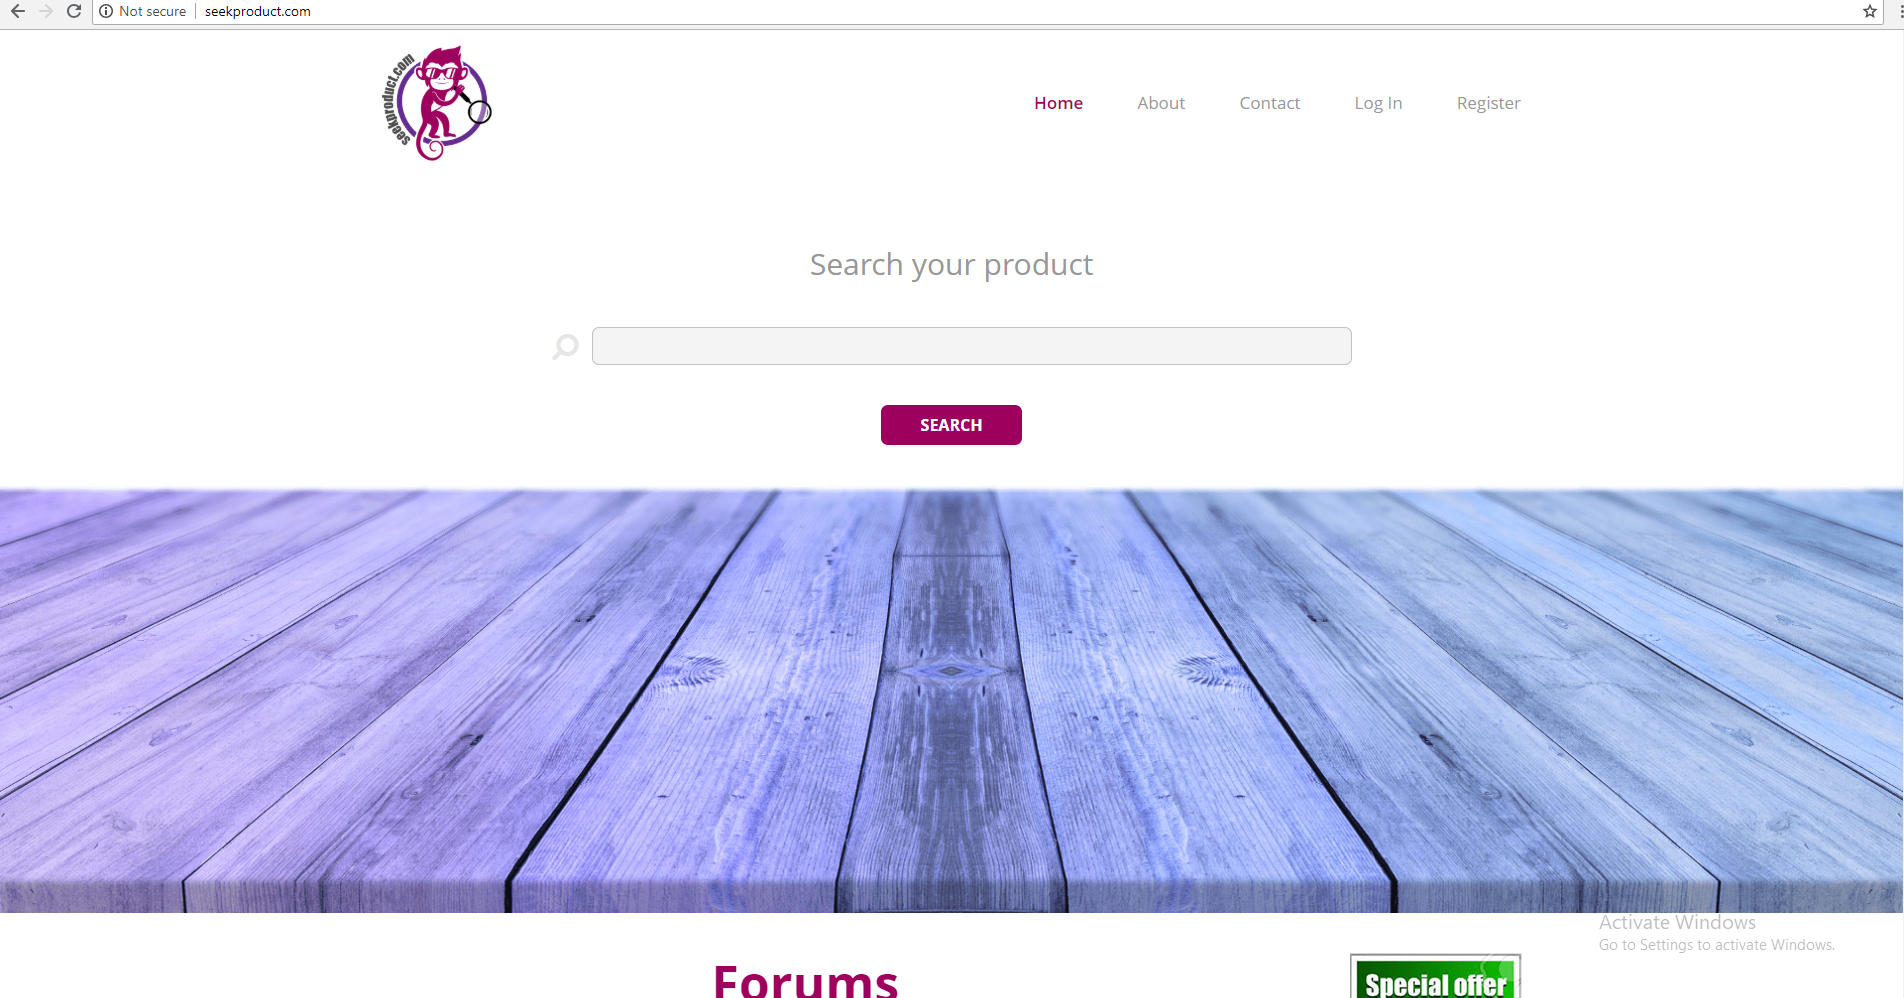 Not secure
seekproduct.com
seekproduct.com
Home About Contact Log In Register
Search your product
SEARCH
Activate Windows
Go to Settings to activate Windows.
Forums
Special offer